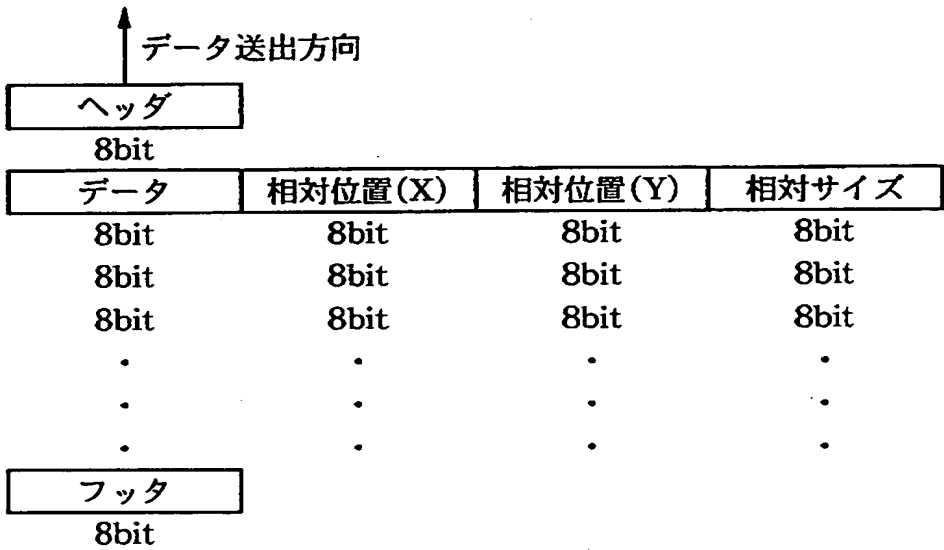 データ送出方向
ヘッダ
8bit
データ 相対位置(X) 相対位置(Y) 相対サイズ
8bit 8bit 8bit 8bit
8bit 8bit 8bit 8bit
8bit 8bit 8bit 8bit
・ ・ ・ ・
・ ・ ・ ・
・ ・ ・ ・
フッタ
8bit